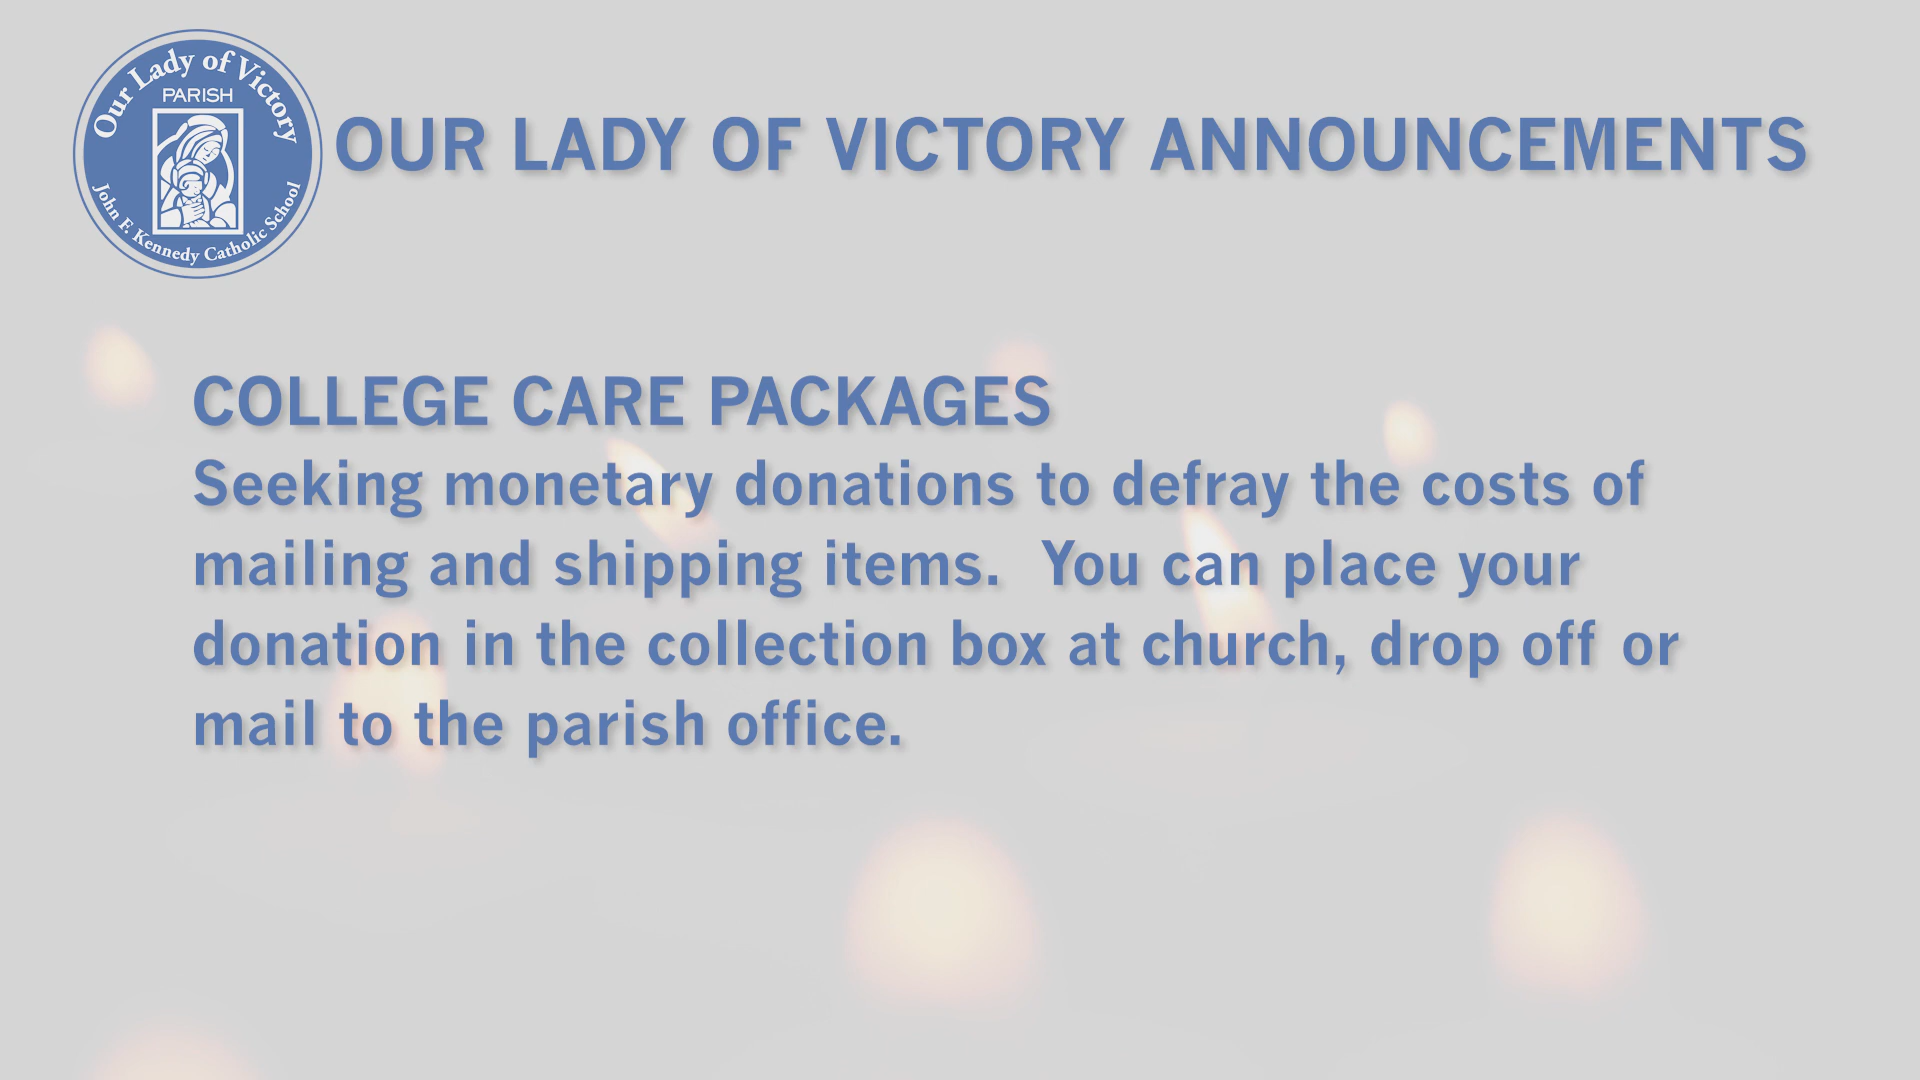 Our Lady of Victory
PARISH
John F. Kennedy Catholic School
OUR LADY OF VICTORY ANNOUNCEMENTS
COLLEGE CARE PACKAGES
Seeking monetary donations to defray the costs of
mailing and shipping items.  You can place your
donation in the collection box at church, drop off or
mail to the parish office.